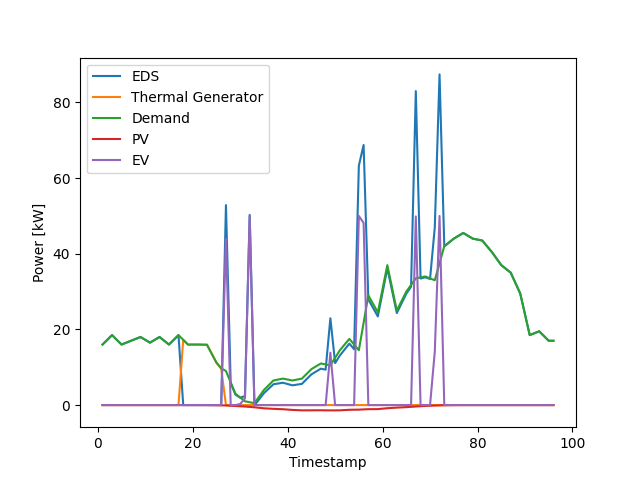 EDS
Thermal Generator
Demand
PV
EV
Power [kW]
80
60
40
20
0
0 20 40 60 80 100
Timestamp